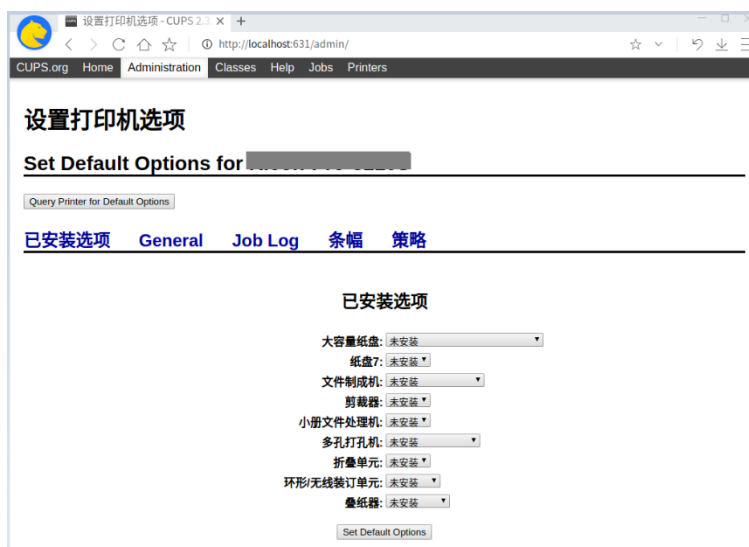 设置打印机选项 - CUPS 2.3
http://localhost:631/admin/
CUPS.org Home Administration Classes Help Jobs Printers
设置打印机选项
Set Default Options for
Query Printer for Default Options
已安装选项 General Job Log 条幅 策略
已安装选项
大容量纸盘: 未安装
纸盘7: 未安装
文件制成机: 未安装
剪裁器: 未安装
小册文件处理机: 未安装
多孔打孔机: 未安装
折叠单元: 未安装
环形/无线装订单元: 未安装
叠纸器: 未安装
Set Default Options